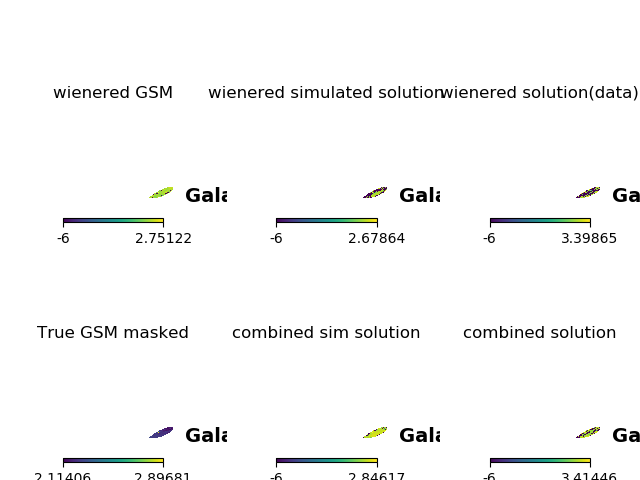 wienered GSM
wienered simulated solution
wienered solution(data)
Gala
Gala
Ga
-6 2.75122
-6 2.67864
-6 3.39865
True GSM masked
combined sim solution
combined solution
Gala
Gala
Ga
2.11406 2.89681
-6 2.84617
-6 3.41446